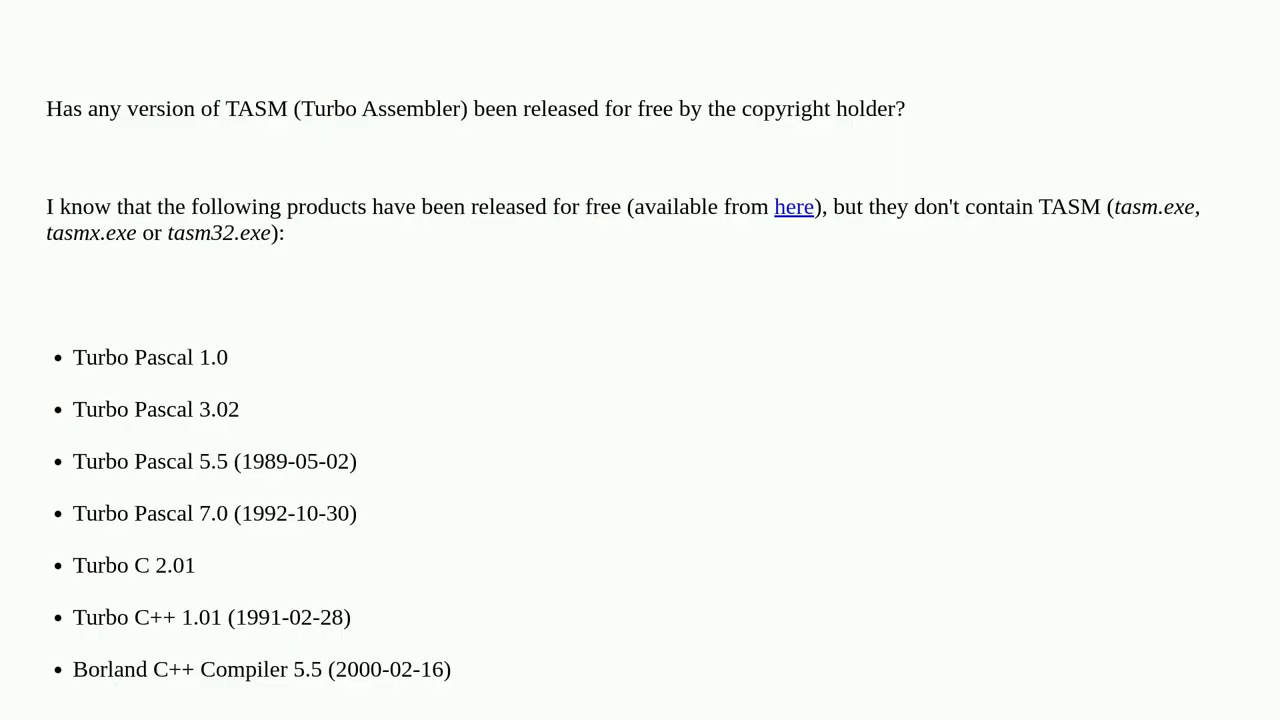 Has any version of TASM (Turbo Assembler) been released for free by the copyright holder?
I know that the following products have been released for free (available from here), but they don't contain TASM (tasm.exe,
tasmx.exe or tasm32.exe):
• Turbo Pascal 1.0
• Turbo Pascal 3.02
• Turbo Pascal 5.5 (1989-05-02)
• Turbo Pascal 7.0 (1992-10-30)
• Turbo C 2.01
• Turbo C++ 1.01 (1991-02-28)
• Borland C++ Compiler 5.5 (2000-02-16)